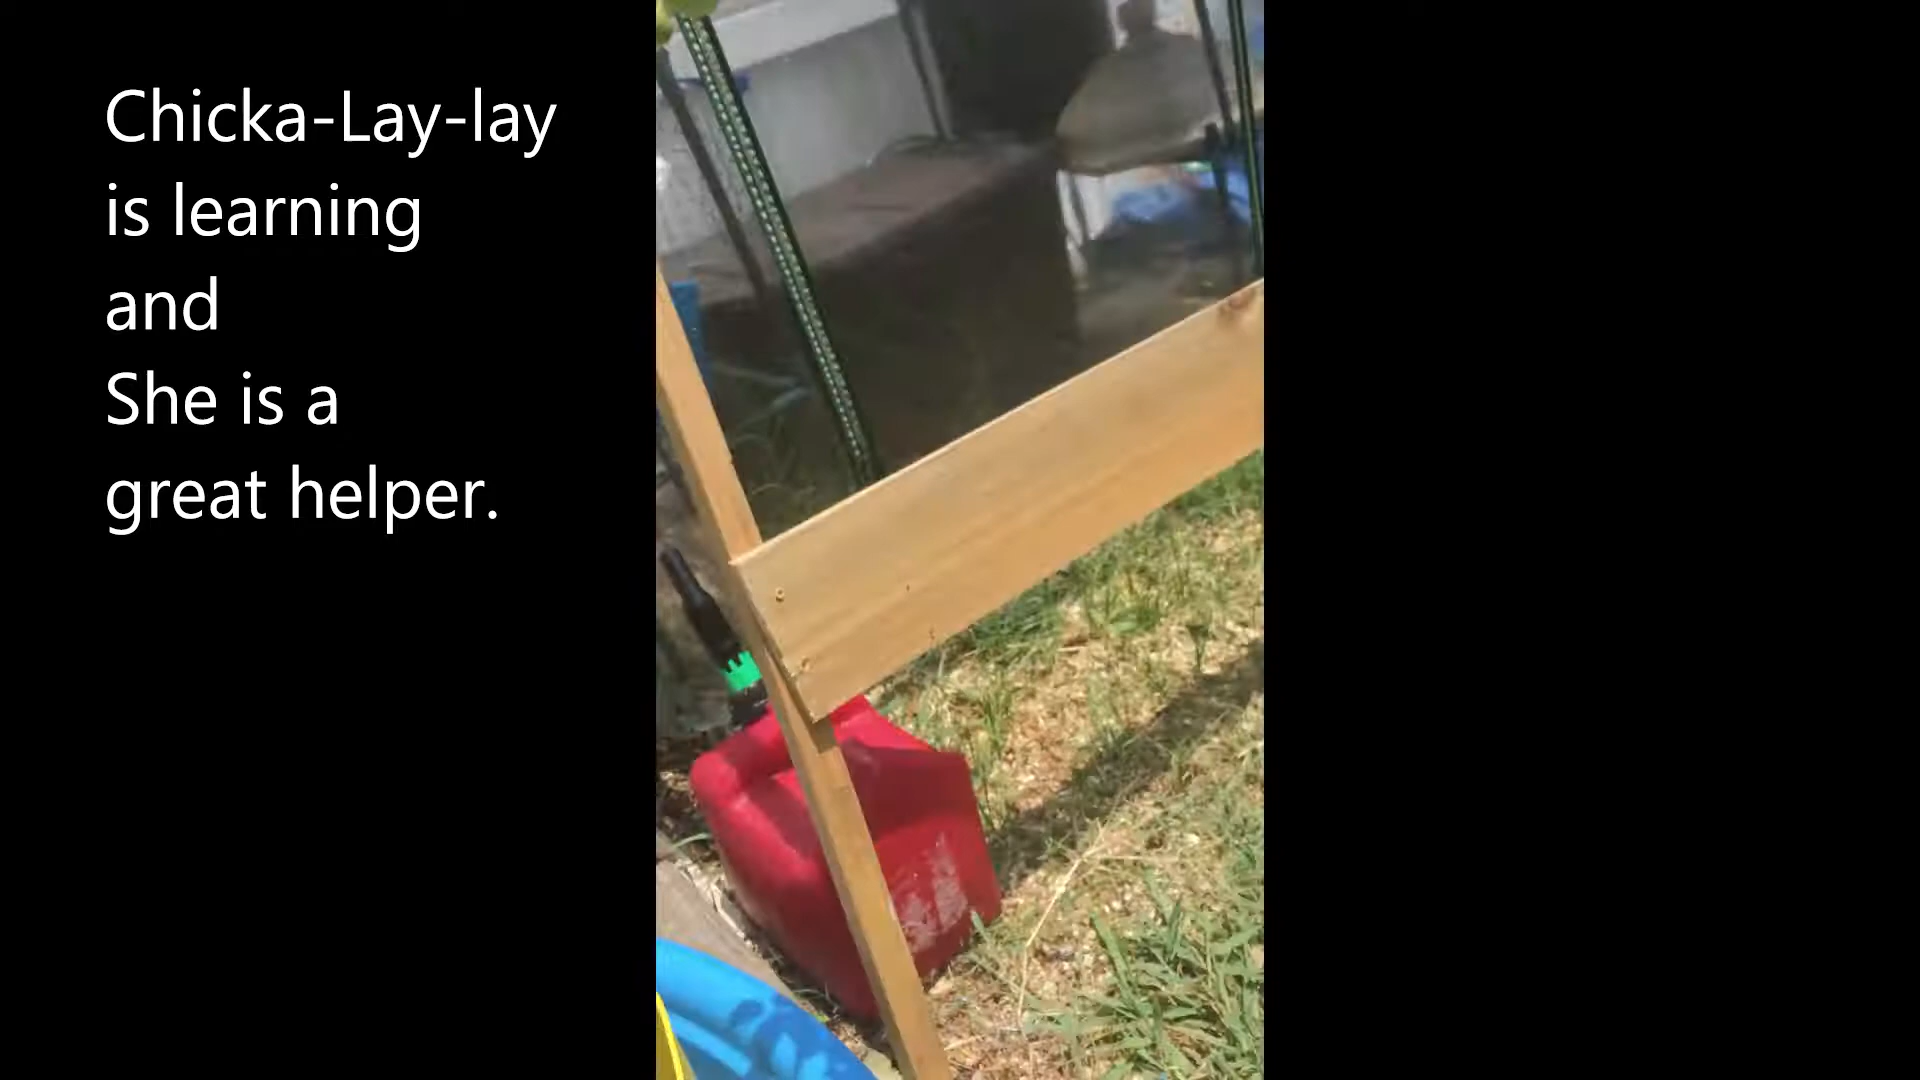 Chicka-Lay-lay
is learning
and
She is a
great helper.